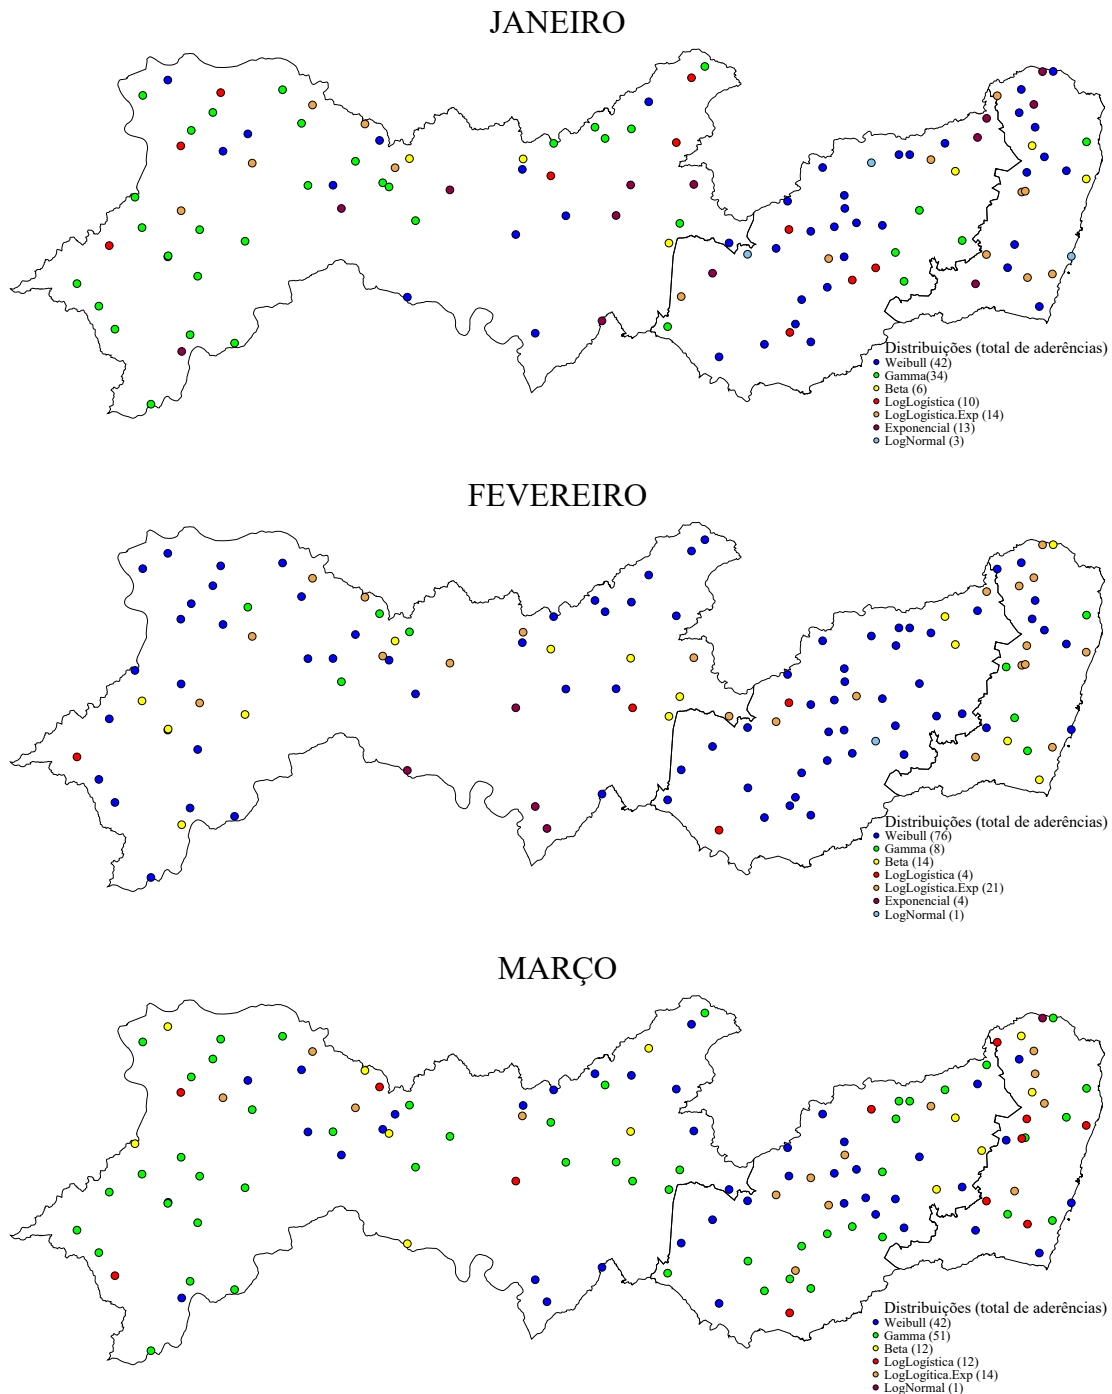 JANEIRO
Distribuições (total de aderências)
Weibull (42)
Gamma(34)
Beta (6)
LogLogística (10)
LogLogística.Exp (14)
Exponencial (13)
LogNormal (3)
FEVEREIRO
Distribuições (total de aderências)
Weibull (76)
Gamma (8)
Beta (14)
LogLogística (4)
LogLogística.Exp (21)
Exponencial (4)
LogNormal (1)
MARÇO
Distribuições (total de aderências)
Weibull (42)
Gamma (51)
Beta (12)
LogLogística (12)
LogLogítica.Exp (14)
LogNormal (1)